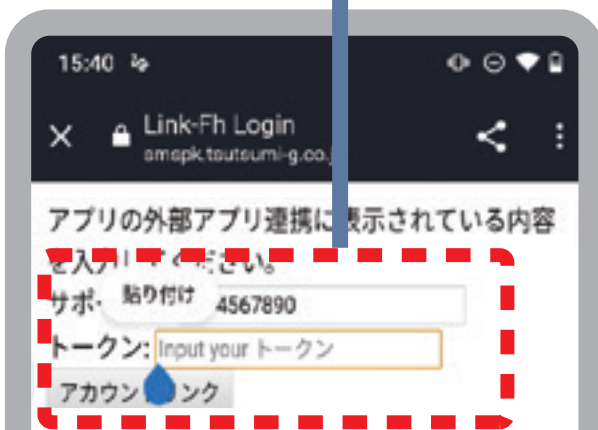 15:40
Link-Fh Login
smspk.tsutsumi-g.co.j
アプリの外部アプリ連携に表示されている内容
を入力してください。
サポ
貼り付け
4567890
トークン: Input your トークン
アカウン ンク